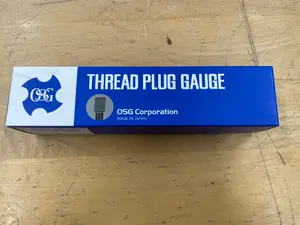 OSG
THREAD PLUG GAUGE
OSG Corporation
MADE IN JAPAN